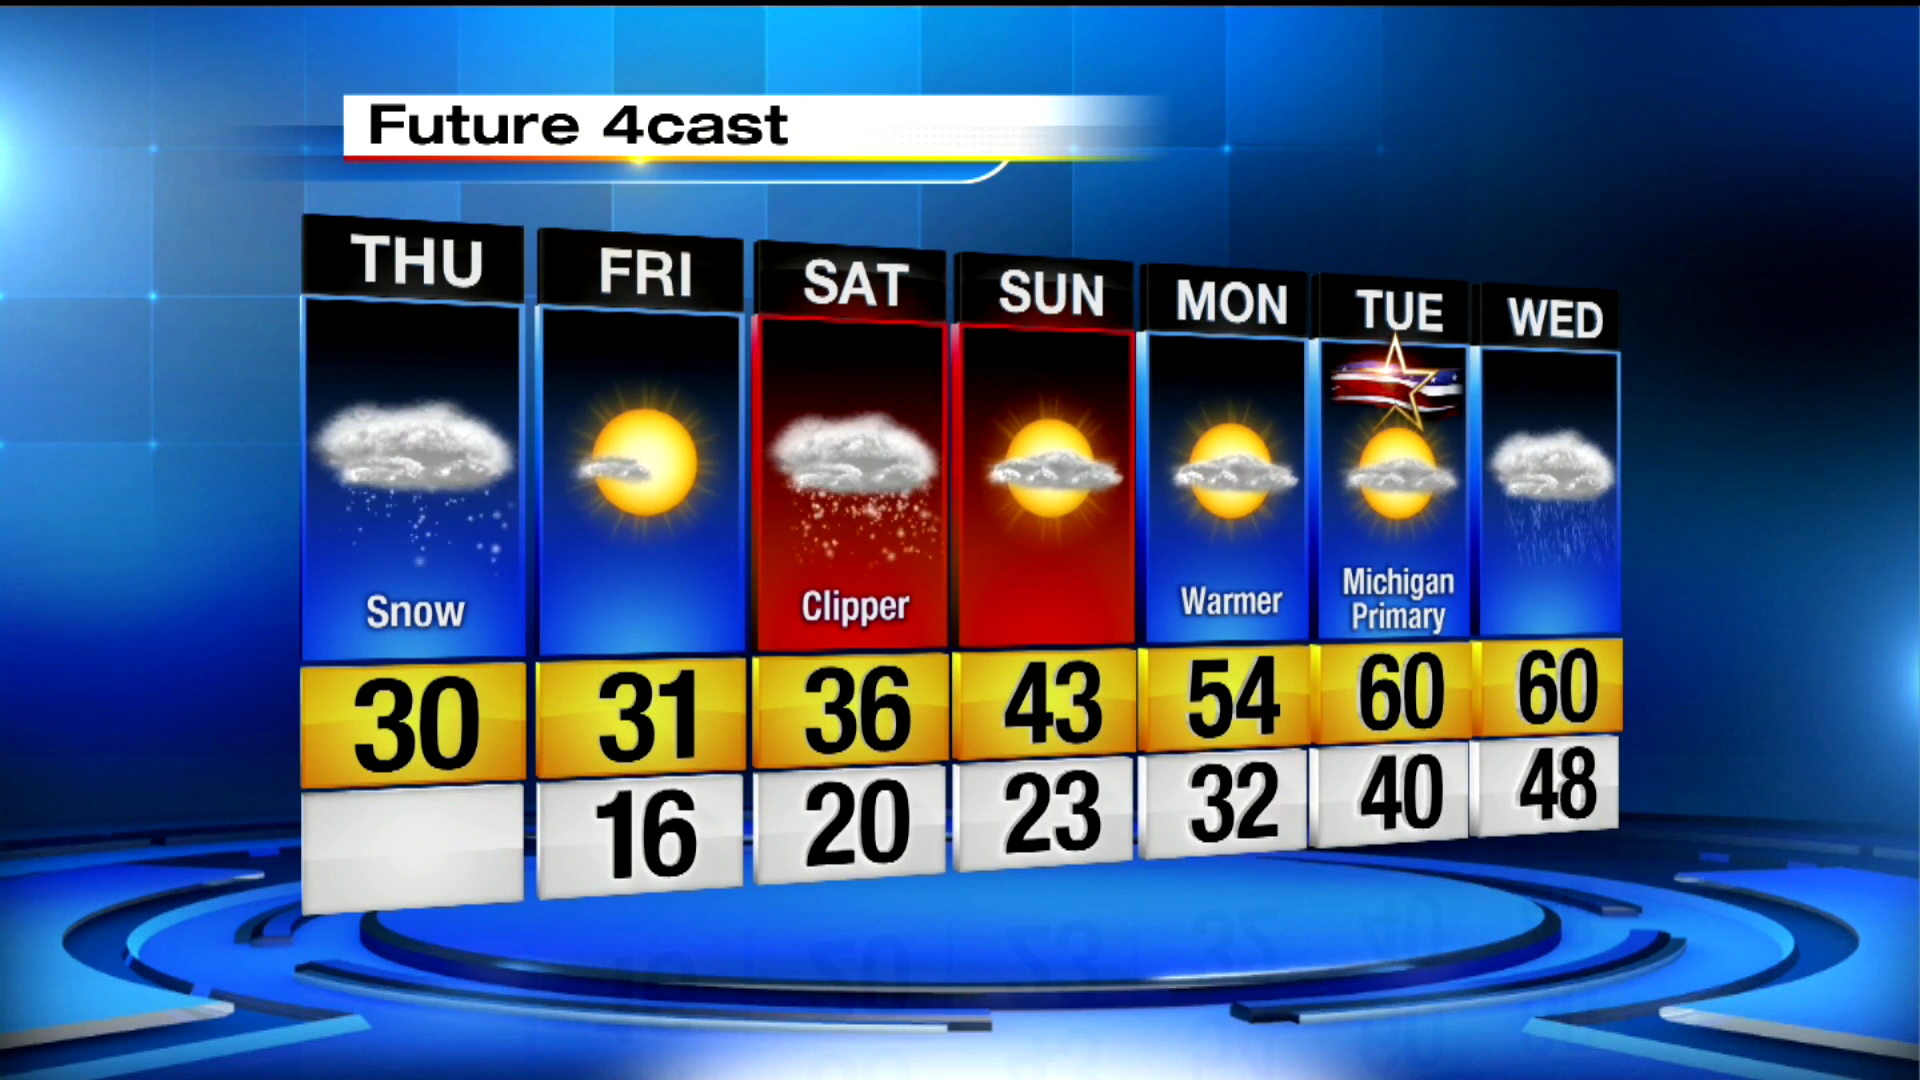 Future 4cast
THU FRI SAT SUN MON TUE WED
Snow
Clipper
Warmer
Michigan
Primary
30 31 36 43 54 60 60
16 20 23 32 40 48